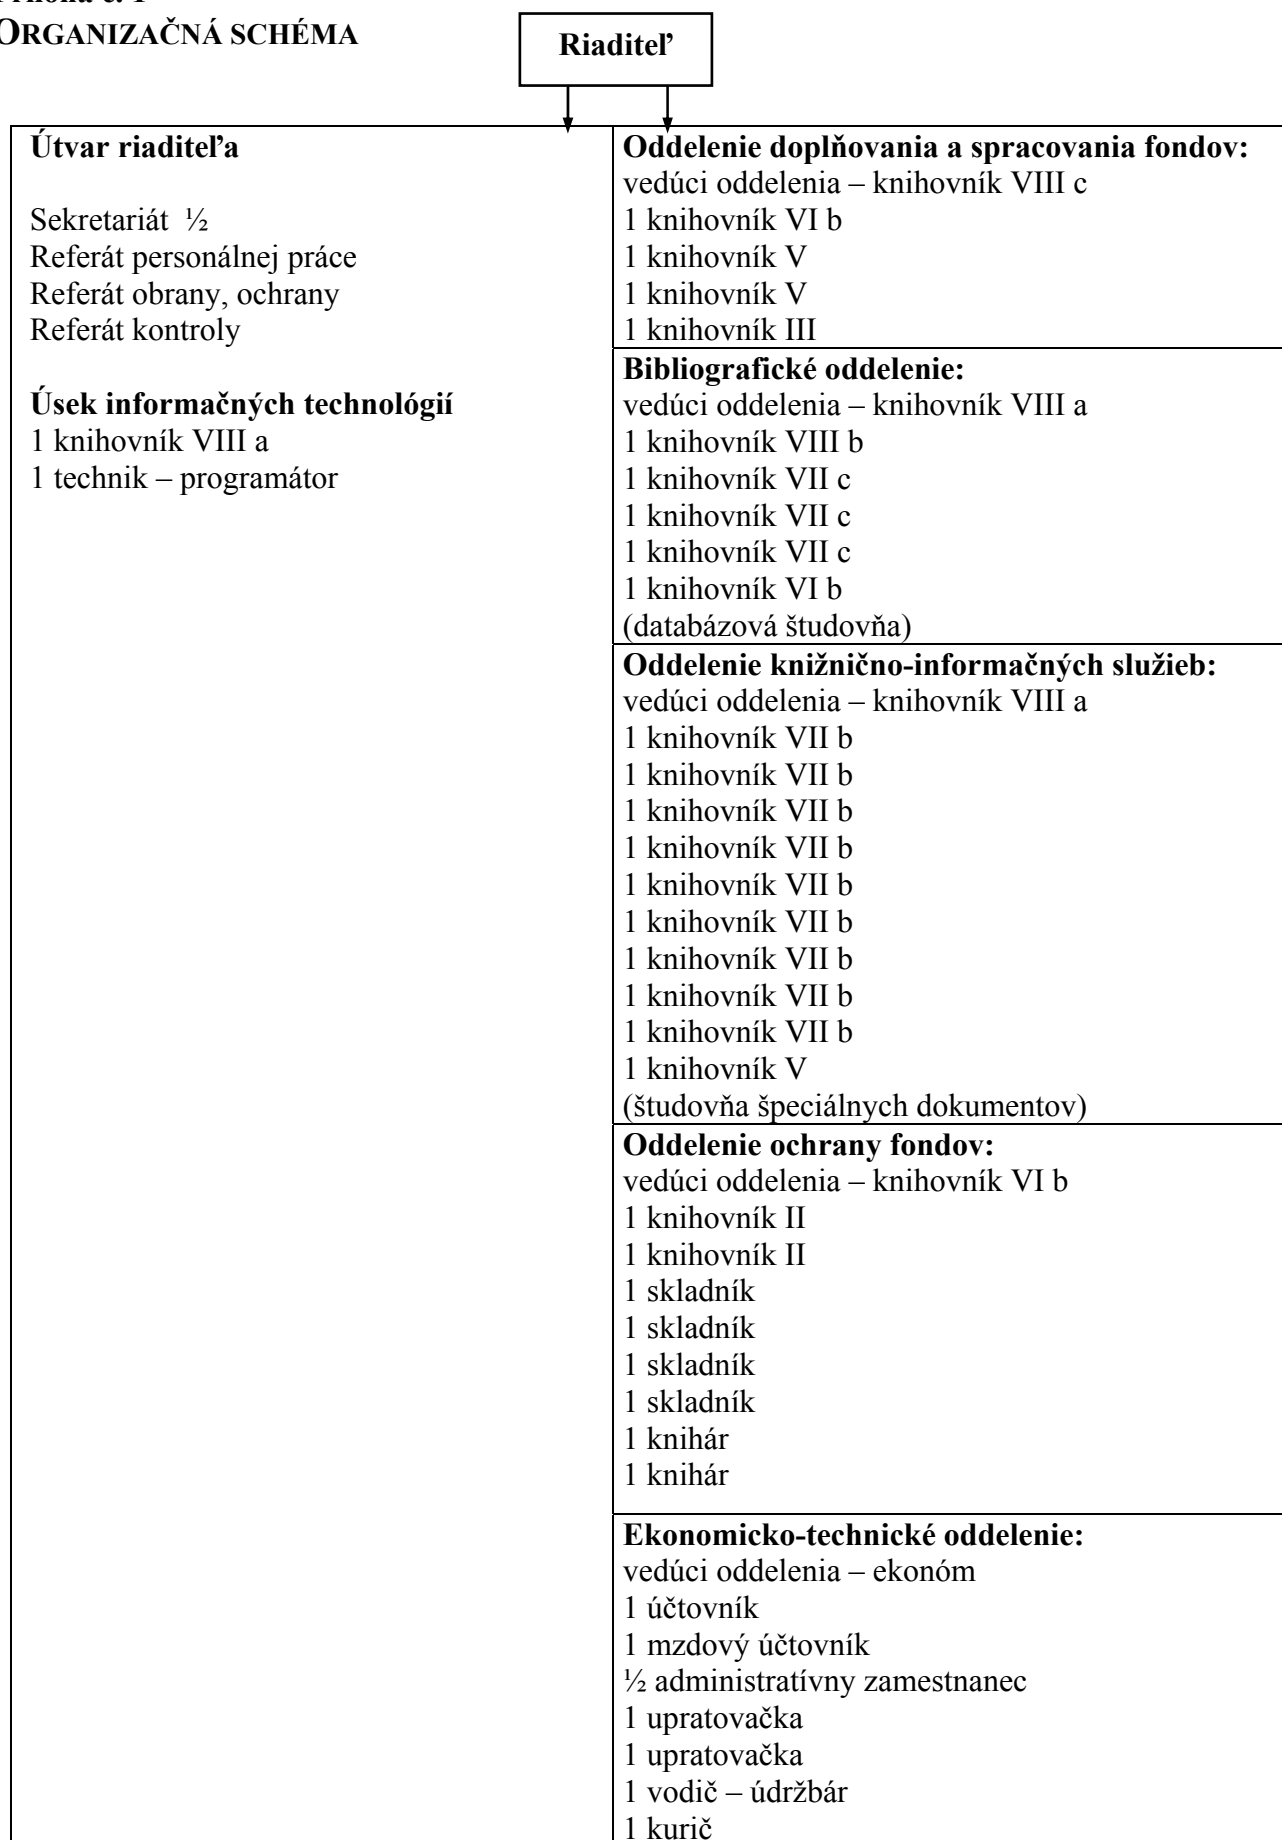 ORGANIZAČNÁ SCHÉMA
Riaditeľ
Útvar riaditeľa
Sekretariát ½
Referát personálnej práce
Referát obrany, ochrany
Referát kontroly
Úsek informačných technológií
1 knihovník VIII a
1 technik – programátor
Oddelenie doplňovania a spracovania fondov:
vedúci oddelenia – knihovník VIII c
1 knihovník VI b
1 knihovník V
1 knihovník V
1 knihovník III
Bibliografické oddelenie:
vedúci oddelenia – knihovník VIII a
1 knihovník VIII b
1 knihovník VII c
1 knihovník VII c
1 knihovník VII c
1 knihovník VI b
(databázová študovňa)
Oddelenie knižnično-informačných služieb:
vedúci oddelenia – knihovník VIII a
1 knihovník VII b
1 knihovník VII b
1 knihovník VII b
1 knihovník VII b
1 knihovník VII b
1 knihovník VII b
1 knihovník VII b
1 knihovník VII b
1 knihovník VII b
1 knihovník V
(študovňa špeciálnych dokumentov)
Oddelenie ochrany fondov:
vedúci oddelenia – knihovník VI b
1 knihovník II
1 knihovník II
1 skladník
1 skladník
1 skladník
1 skladník
1 knihár
1 knihár
Ekonomicko-technické oddelenie:
vedúci oddelenia – ekonóm
1 účtovník
1 mzdový účtovník
½ administratívny zamestnanec
1 upratovačka
1 upratovačka
1 vodič – údržbár
1 kurič